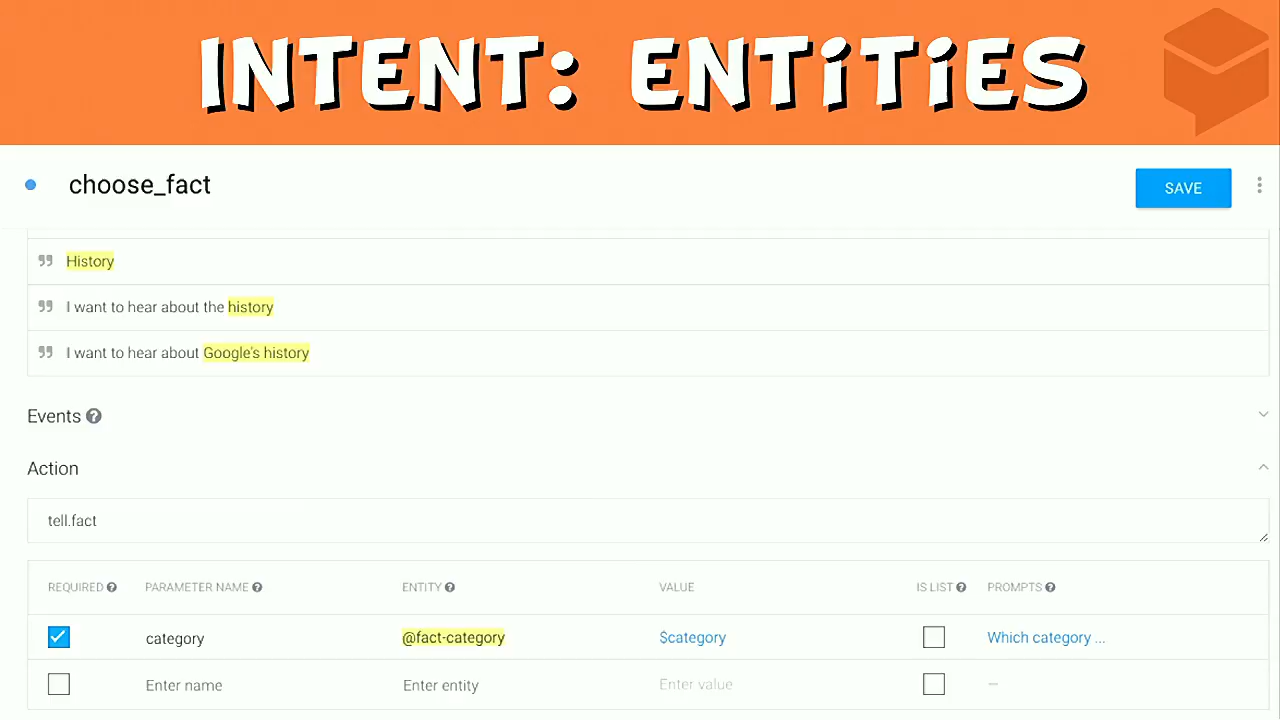 INTENT: ENTITIES
choose_fact
SAVE
History
I want to hear about the history
I want to hear about Google's history
Events
Action
tell.fact
REQUIRED PARAMETER NAME ENTITY VALUE IS LIST PROMPTS
category @fact-category $category Which category ...
Enter name Enter entity Enter value —